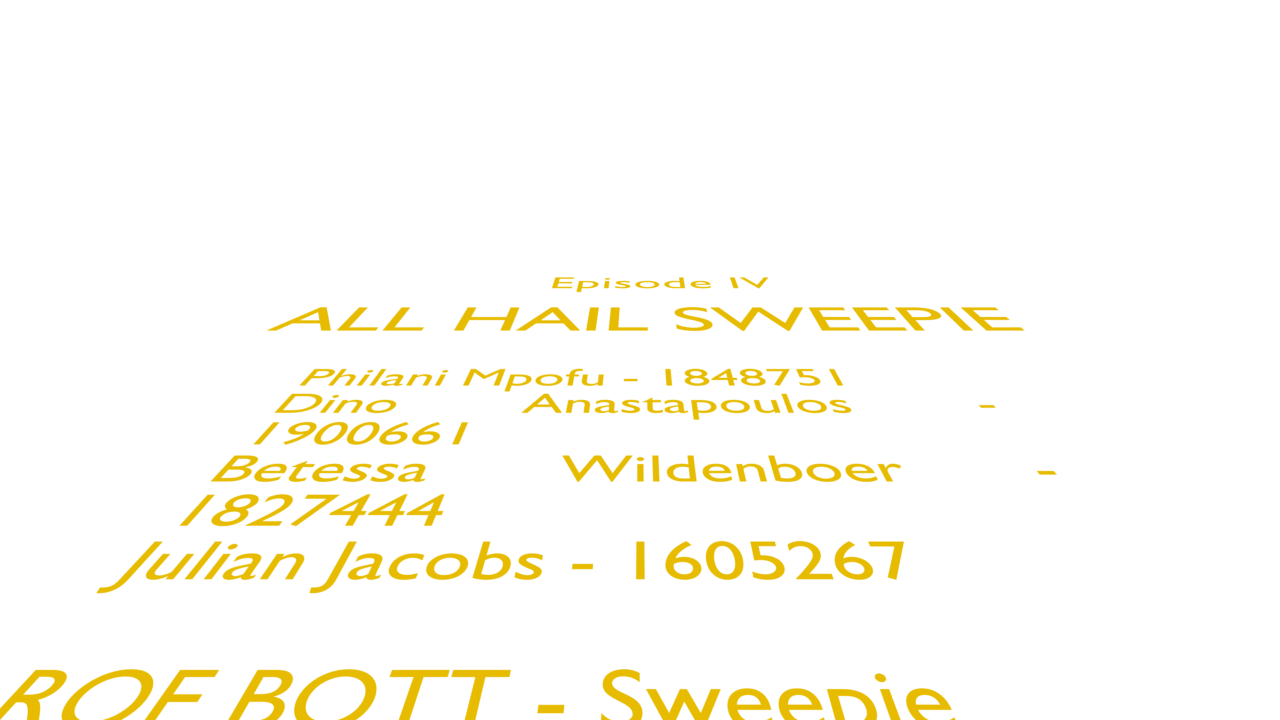 Episode IV
ALL HAIL SWEEPIE
Philani Mpofu - 1848751
Dino Anastapoulos -
1900661
Betessa Wildenboer -
1827444
Julian Jacobs - 1605267
ROF BOTT - Sweepie